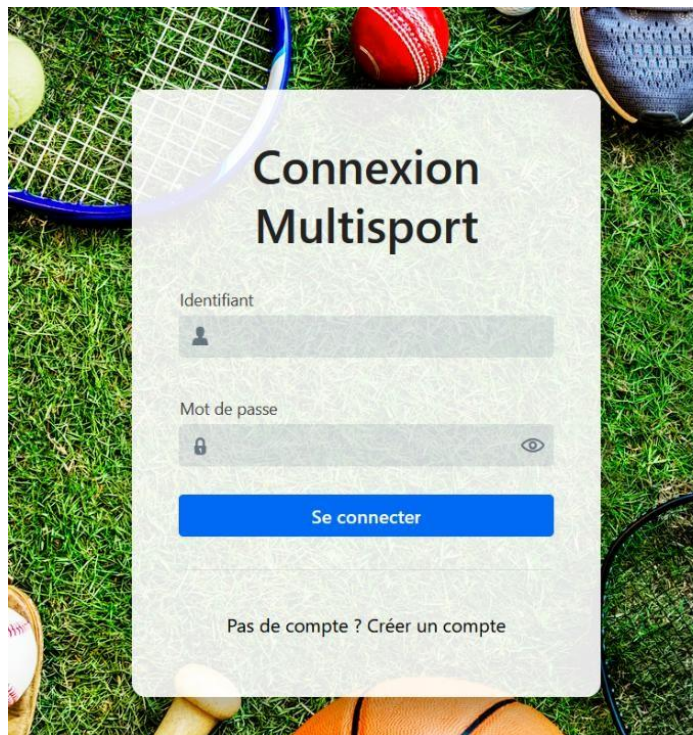 Connexion
Multisport
Identifiant
Mot de passe
Se connecter
Pas de compte ? Créer un compte